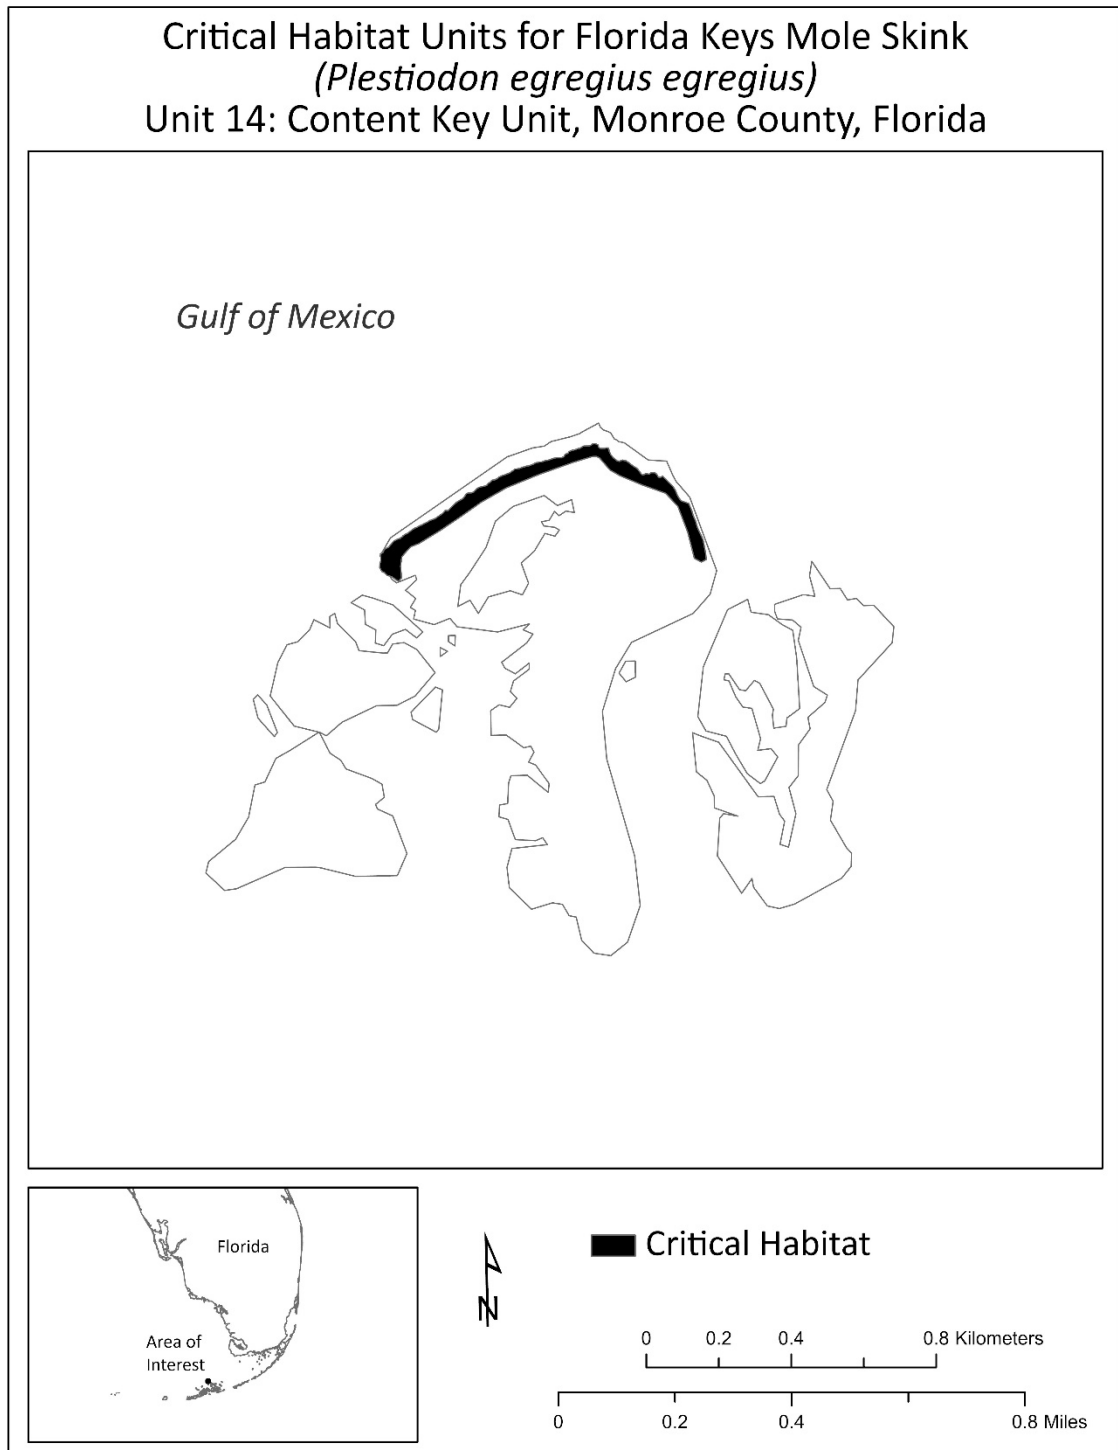 Critical Habitat Units for Florida Keys Mole Skink
(Plestiodon egregius egregius)
Unit 14: Content Key Unit, Monroe County, Florida
Gulf of Mexico
Florida
Area of
Interest
N
Critical Habitat
0 0.2 0.4 0.8 Kilometers
0 0.2 0.4 0.8 Miles